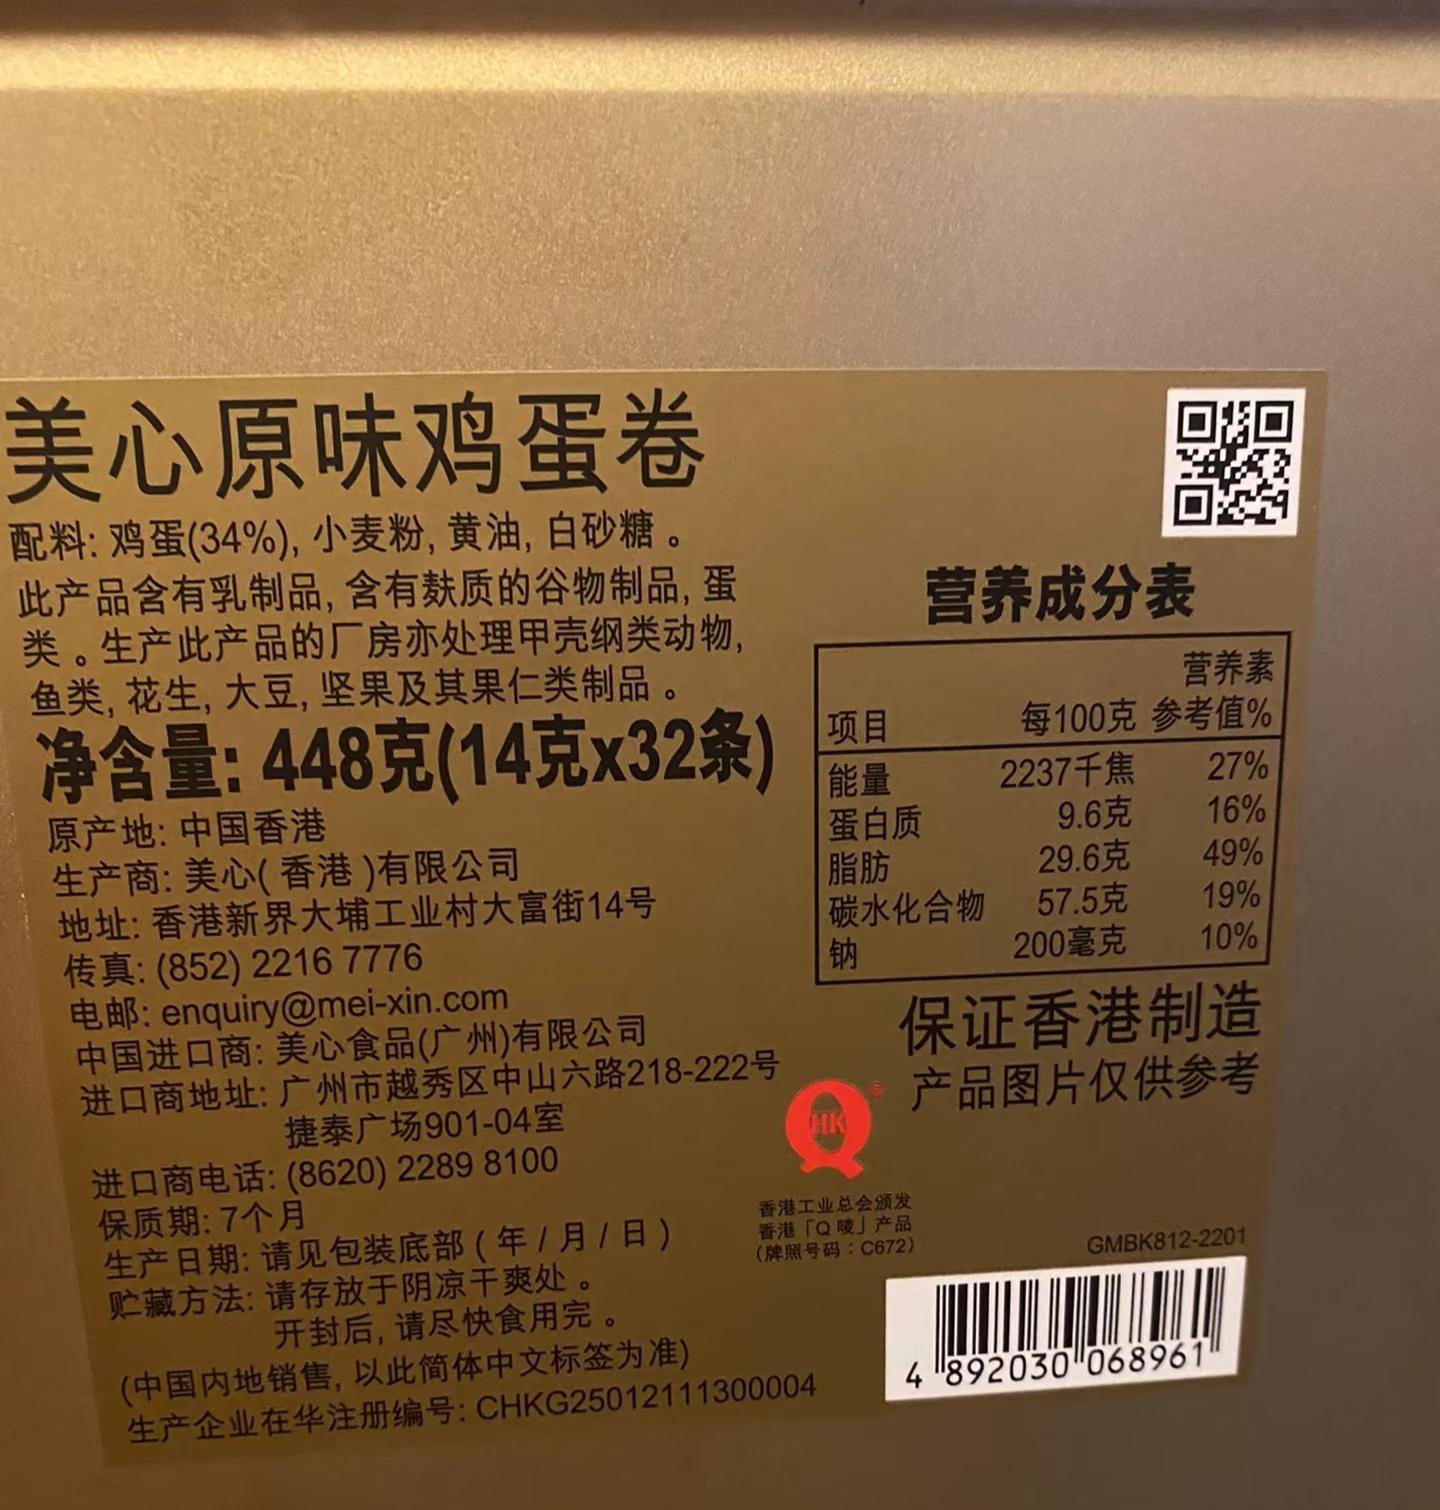 美心原味鸡蛋卷
配料: 鸡蛋(34%), 小麦粉, 黄油, 白砂糖 。
此产品含有乳制品, 含有麸质的谷物制品, 蛋
类 。生产此产品的厂房亦处理甲壳纲类动物,
鱼类, 花生, 大豆, 坚果及其果仁类制品 。
净含量: 448克(14克x32条)
原产地: 中国香港
生产商: 美心( 香港 )有限公司
地址: 香港新界大埔工业村大富街14号
传真: (852) 2216 7776
电邮: enquiry@mei-xin.com
中国进口商: 美心食品(广州)有限公司
进口商地址: 广州市越秀区中山六路218-222号
捷泰广场901-04室
进口商电话: (8620) 2289 8100
保质期: 7个月
生产日期: 请见包装底部 ( 年 / 月 / 日 )
贮藏方法: 请存放于阴凉干爽处 。
开封后, 请尽快食用完 。
(中国内地销售, 以此简体中文标签为准)
生产企业在华注册编号: CHKG25012111300004
营养成分表
营养素
项目 每100克 参考值%
能量 2237千焦 27%
蛋白质 9.6克 16%
脂肪 29.6克 49%
碳水化合物 57.5克 19%
钠 200毫克 10%
保证香港制造
产品图片仅供参考
HK
®
香港工业总会颁发
香港「Q 唛」产品
(牌照号码：C672)
GMBK812-2201
4 892030 068961